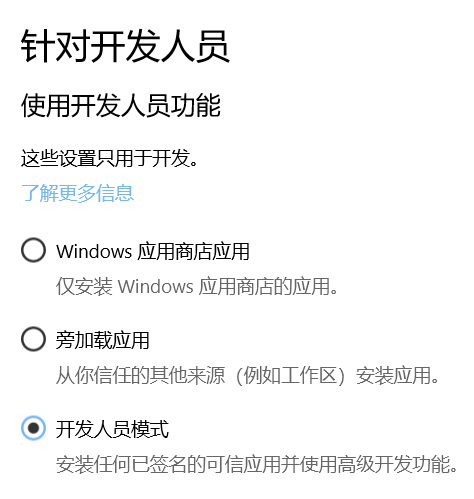 针对开发人员
使用开发人员功能
这些设置只用于开发。
了解更多信息
Windows 应用商店应用
仅安装 Windows 应用商店的应用。
旁加载应用
从你信任的其他来源（例如工作区）安装应用。
开发人员模式
安装任何已签名的可信应用并使用高级开发功能。